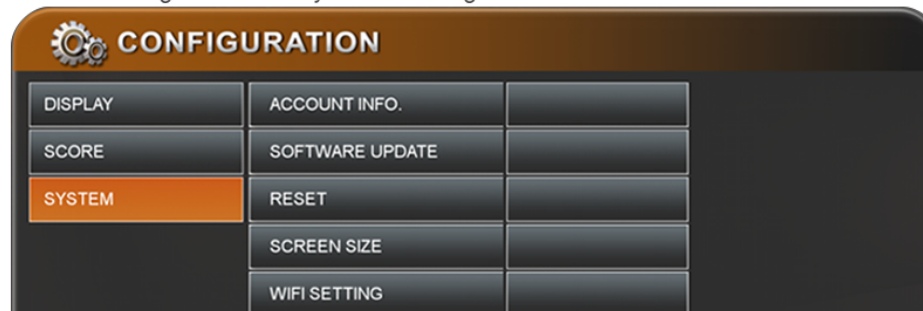 CONFIGURATION
DISPLAY
ACCOUNT INFO.
SCORE
SOFTWARE UPDATE
SYSTEM
RESET
SCREEN SIZE
WIFI SETTING